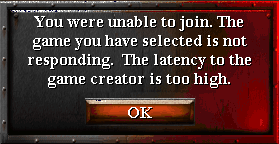 You were unable to join. The
game you have selected is not
responding.  The latency to the
game creator is too high.
OK